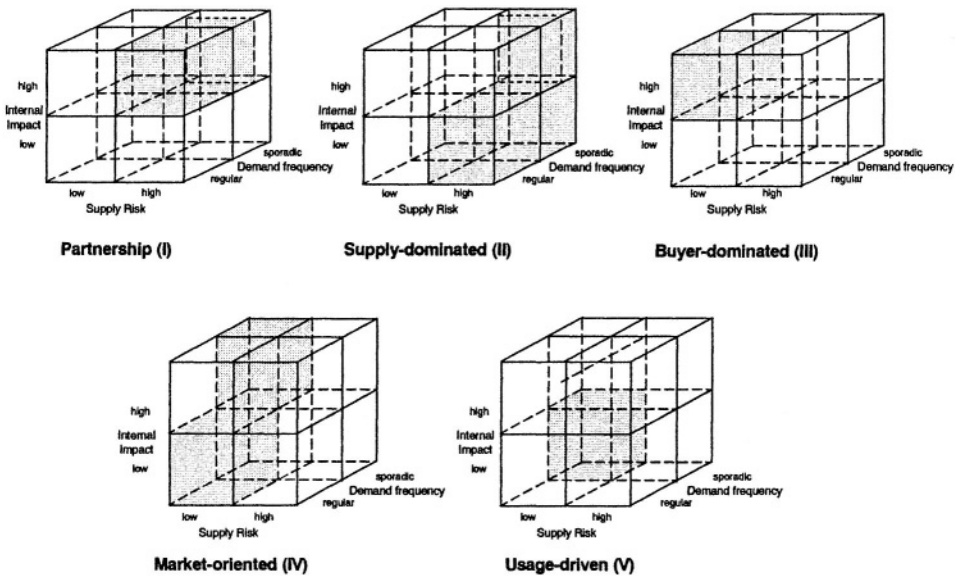 high
Internal
Impact
low
sporadic
Demand frequency
regular
low high
Supply Risk
Partnership (I)
high
Internal
Impact
low
sporadic
Demand frequency
regular
low high
Supply Risk
Supply-dominated (II)
high
Internal
Impact
low
sporadic
Demand frequency
regular
low high
Supply Risk
Buyer-dominated (III)
high
Internal
Impact
low
sporadic
Demand frequency
regular
low high
Supply Risk
Market-oriented (IV)
high
Internal
Impact
low
sporadic
Demand frequency
regular
low high
Supply Risk
Usage-driven (V)